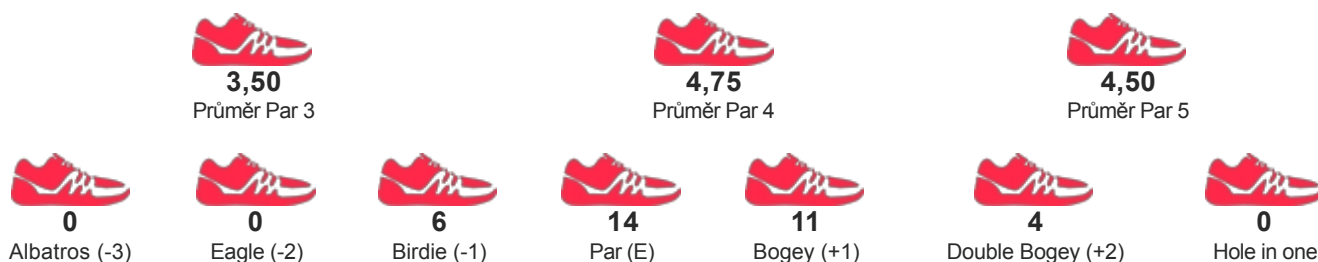 3,50
Průměr Par 3
4,75
Průměr Par 4
4,50
Průměr Par 5
0
Albatros (-3)
0
Eagle (-2)
6
Birdie (-1)
14
Par (E)
11
Bogey (+1)
4
Double Bogey (+2)
0
Hole in one